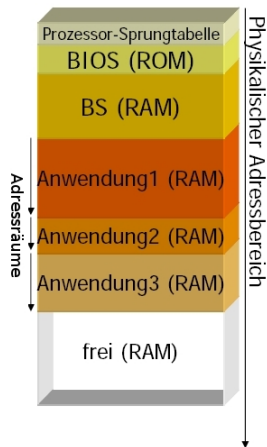 Prozessor-Sprungtabelle
BIOS (ROM)
BS (RAM)
Anwendung1 (RAM)
Anwendung2 (RAM)
Anwendung3 (RAM)
frei (RAM)
Adressräume
Physikalischer Adressbereich